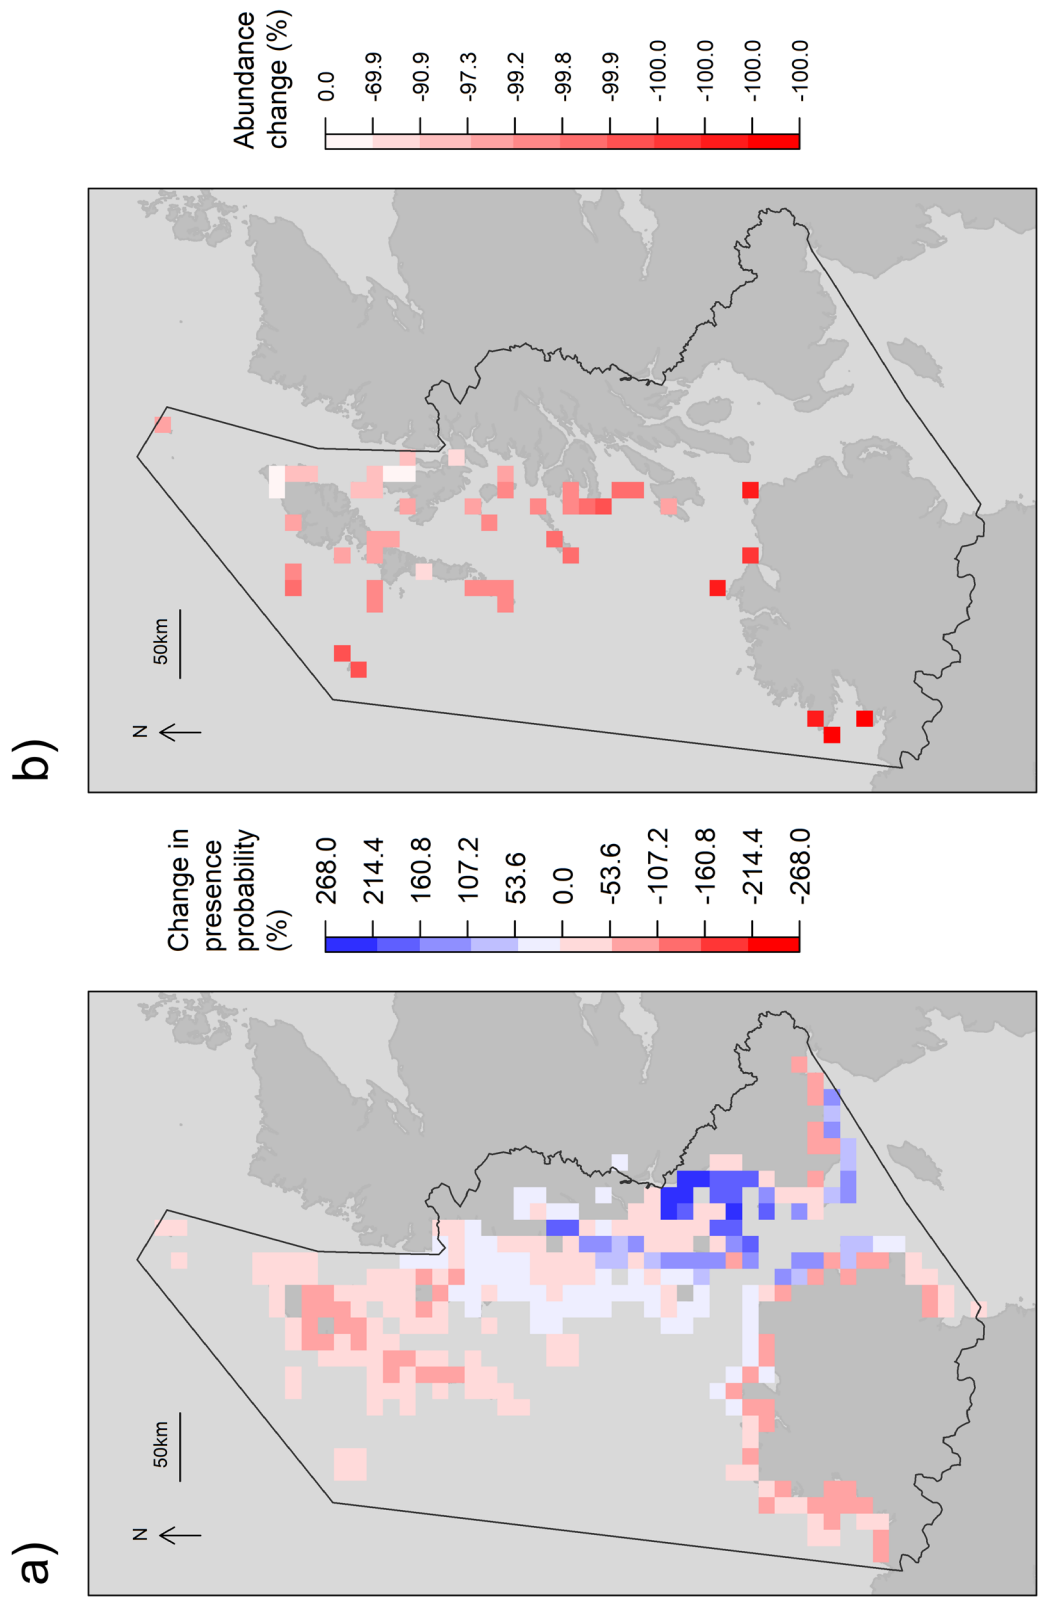 a)
N
50km
Change in
presence
probability
(%)
268.0
214.4
160.8
107.2
53.6
0.0
-53.6
-107.2
-160.8
-214.4
-268.0
b)
N
50km
Abundance
change (%)
0.0
-69.9
-90.9
-97.3
-99.2
-99.8
-99.9
-100.0
-100.0
-100.0
-100.0